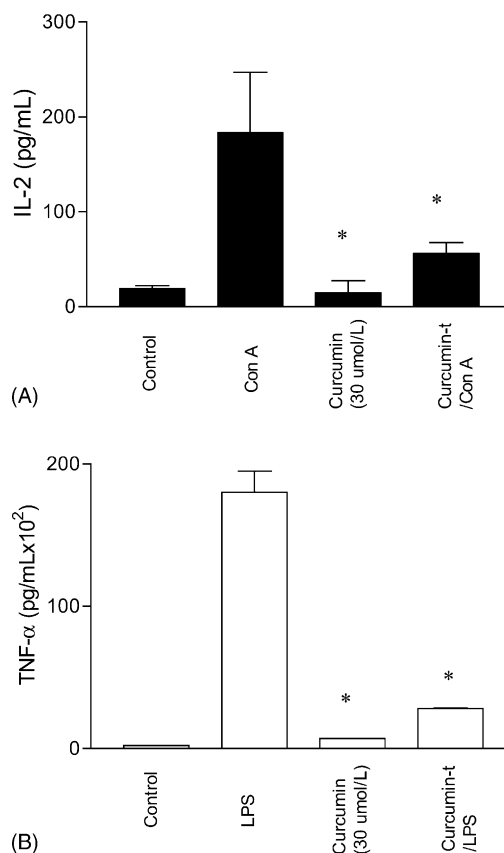 300
200
100
0
IL-2 (pg/mL)
*
*
Control
Con A
Curcumin
(30 umol/L)
Curcumin-t
/Con A
(A)
200
100
0
TNF-α (pg/mLx10²)
*
*
Control
LPS
Curcumin
(30 umol/L)
Curcumin-t
/LPS
(B)